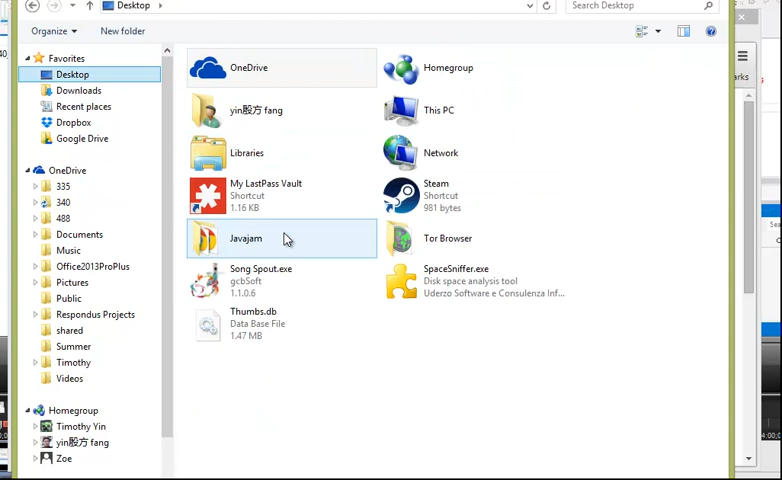 Desktop
Search Desktop
Organize
New folder
Favorites
Desktop
Downloads
Recent places
Dropbox
Google Drive
OneDrive
335
340
488
Documents
Music
Office2013ProPlus
Pictures
Public
Respondus Projects
shared
Summer
Timothy
Videos
Homegroup
Timothy Yin
yin殷方 fang
Zoe
OneDrive
Homegroup
yin殷方 fang
This PC
Libraries
Network
My LastPass Vault
Shortcut
1.16 KB
Steam
Shortcut
981 bytes
Javajam
Tor Browser
Song Spout.exe
gcbSoft
1.1.0.6
SpaceSniffer.exe
Disk space analysis tool
Uderzo Software e Consulenza Inf...
Thumbs.db
Data Base File
1.47 MB